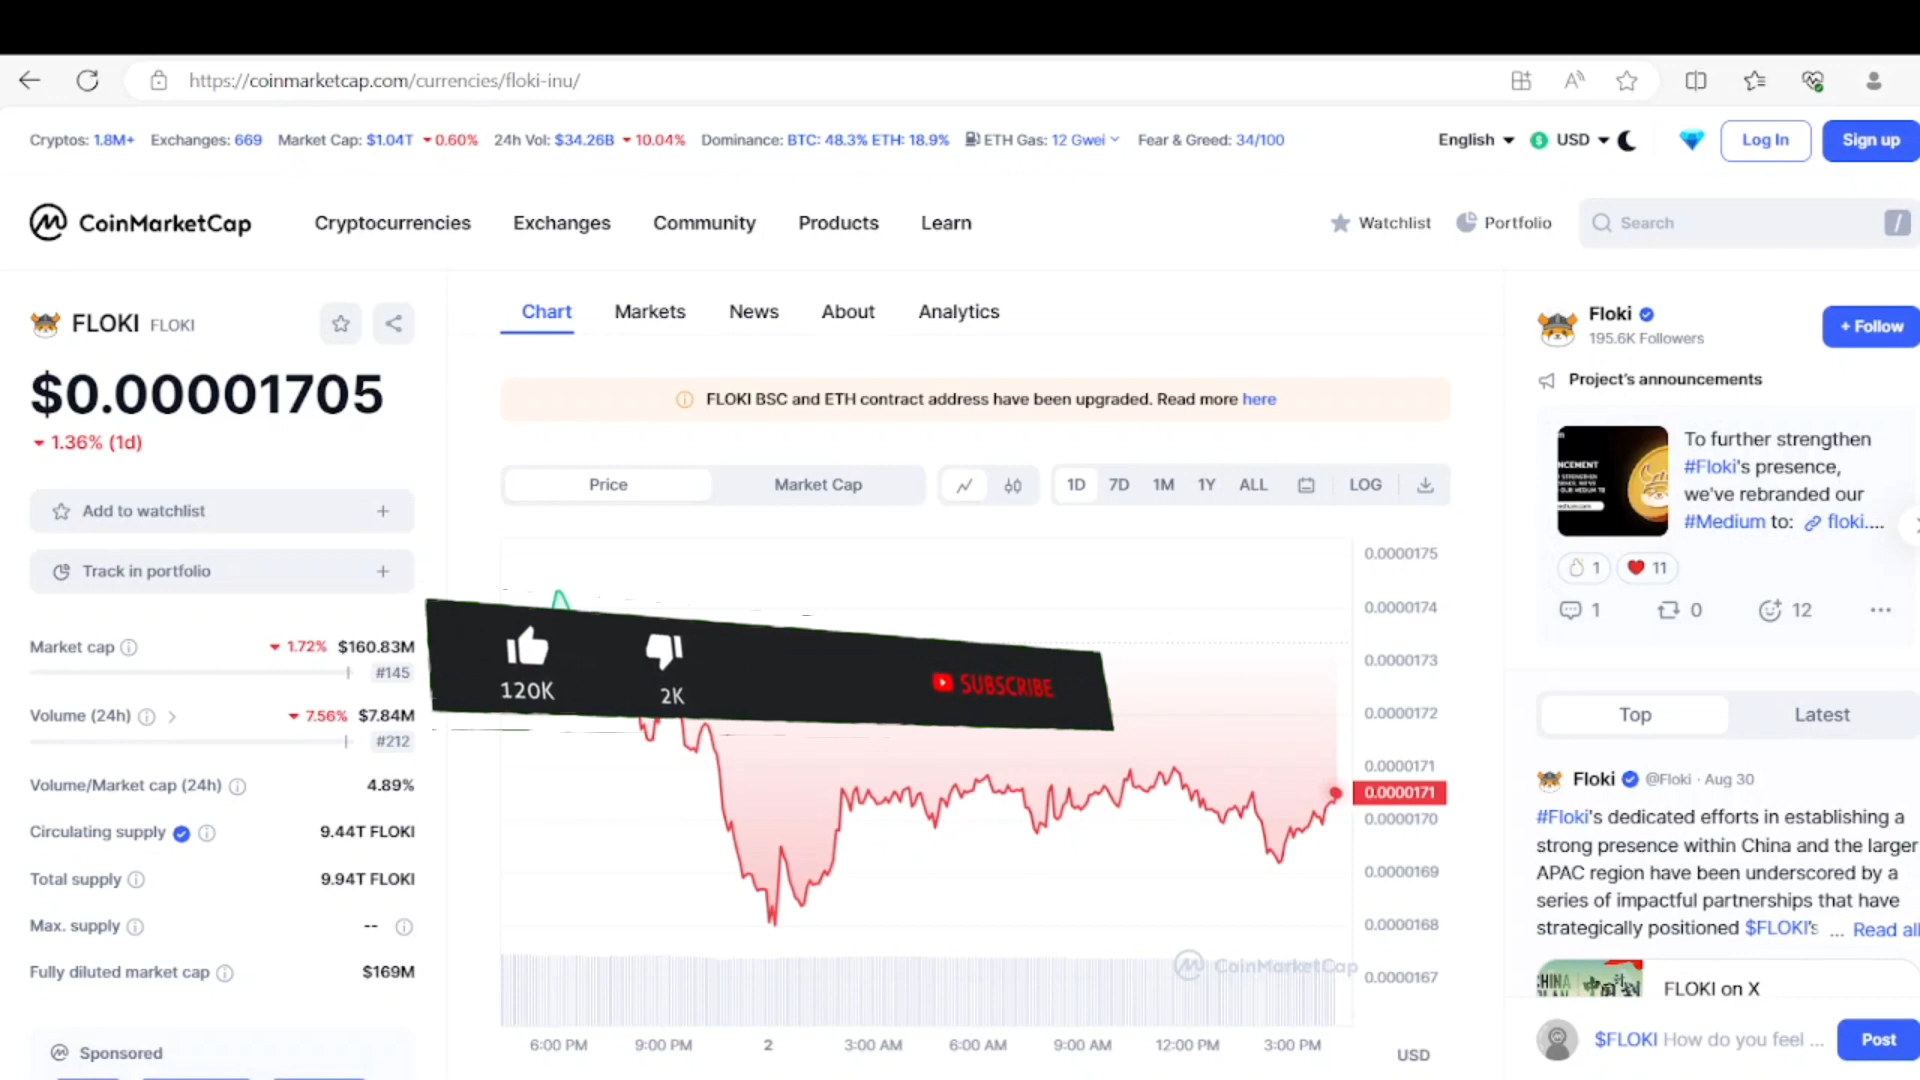 https://coinmarketcap.com/currencies/floki-inu/
Cryptos: 1.8M+ Exchanges: 669 Market Cap: $1.04T 0.60% 24h Vol: $34.26B 10.04% Dominance: BTC: 48.3% ETH: 18.9% ETH Gas: 12 Gwei Fear & Greed: 34/100
English USD Log In Sign up
CoinMarketCap Cryptocurrencies Exchanges Community Products Learn Watchlist Portfolio Search /
FLOKI FLOKI
$0.00001705
1.36% (1d)
Add to watchlist +
Track in portfolio +
Market cap 1.72% $160.83M
#145
Volume (24h) 7.56% $7.84M
#212
Volume/Market cap (24h) 4.89%
Circulating supply 9.44T FLOKI
Total supply 9.94T FLOKI
Max. supply --
Fully diluted market cap $169M
Sponsored
Chart Markets News About Analytics
FLOKI BSC and ETH contract address have been upgraded. Read more here
Price Market Cap 1D 7D 1M 1Y ALL LOG
0.0000175
0.0000174
0.0000173
0.0000172
0.0000171
0.0000171
0.0000170
0.0000169
0.0000168
0.0000167
120K 2K SUBSCRIBE
CoinMarketCap
6:00 PM 9:00 PM 2 3:00 AM 6:00 AM 9:00 AM 12:00 PM 3:00 PM
USD
Floki
195.6K Followers
+ Follow
Project's announcements
NCEMENT
To further strengthen
#Floki's presence,
we've rebranded our
#Medium to: floki....
1 11
1 0 12 ...
Top Latest
Floki @Floki · Aug 30
#Floki's dedicated efforts in establishing a
strong presence within China and the larger
APAC region have been underscored by a
series of impactful partnerships that have
strategically positioned $FLOKI's ... Read all
FLOKI on X
$FLOKI How do you feel ... Post